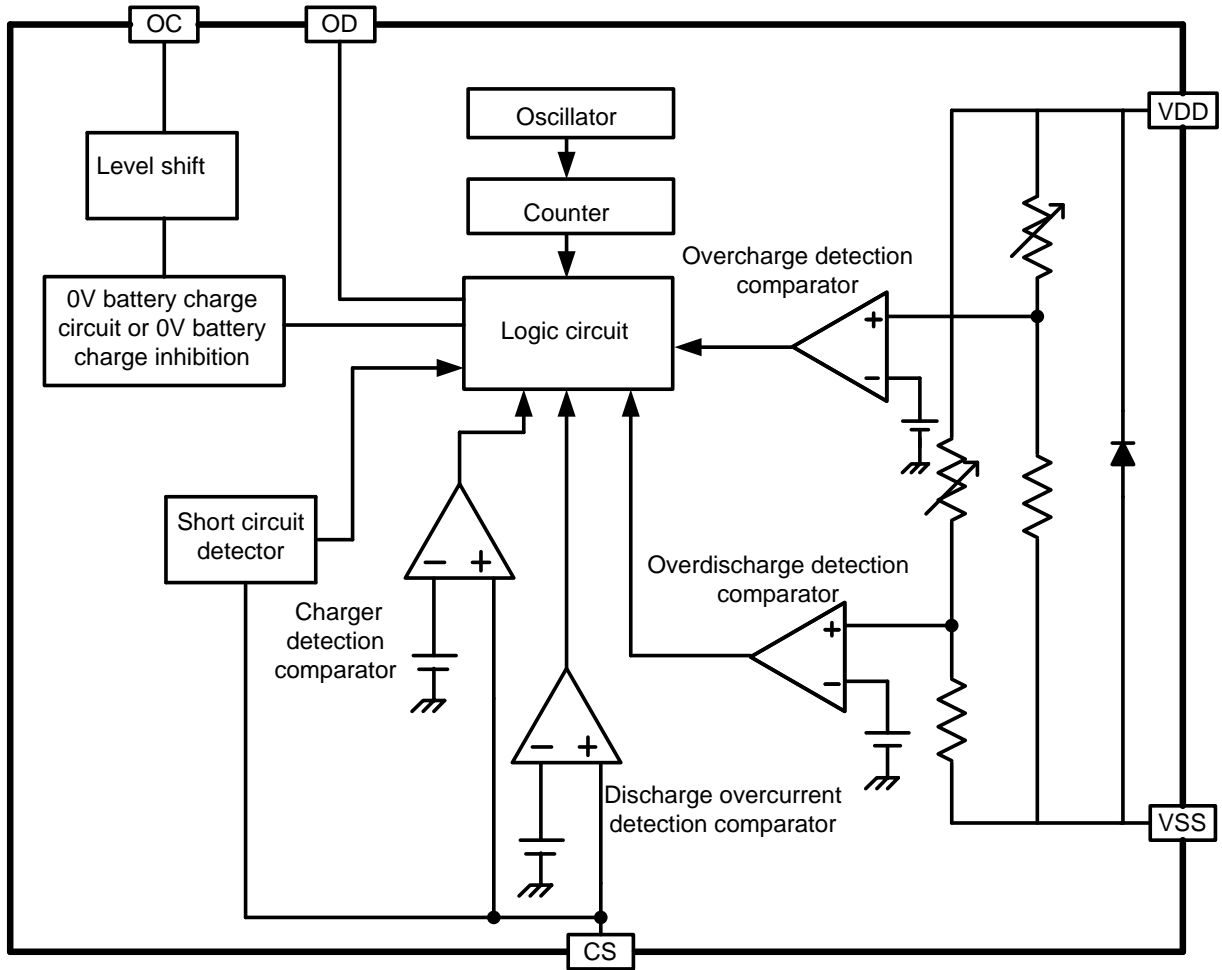 OC
OD
VDD
Oscillator
Level shift
Counter
Overcharge detection
comparator
0V battery charge
circuit or 0V battery
charge inhibition
Logic circuit
+
−
Short circuit
detector
− +
Overdischarge detection
comparator
Charger
detection
comparator
+
−
− +
Discharge overcurrent
detection comparator
VSS
CS